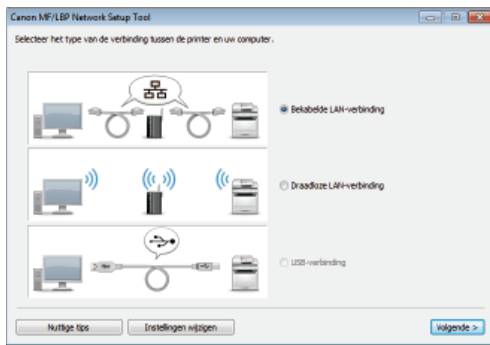 Canon MF/LBP Network Setup Tool
Selecteer het type van de verbinding tussen de printer en uw computer.
Bekabelde LAN-verbinding
Draadloze LAN-verbinding
USB-verbinding
Nuttige tips
Instellingen wijzigen
Volgende >